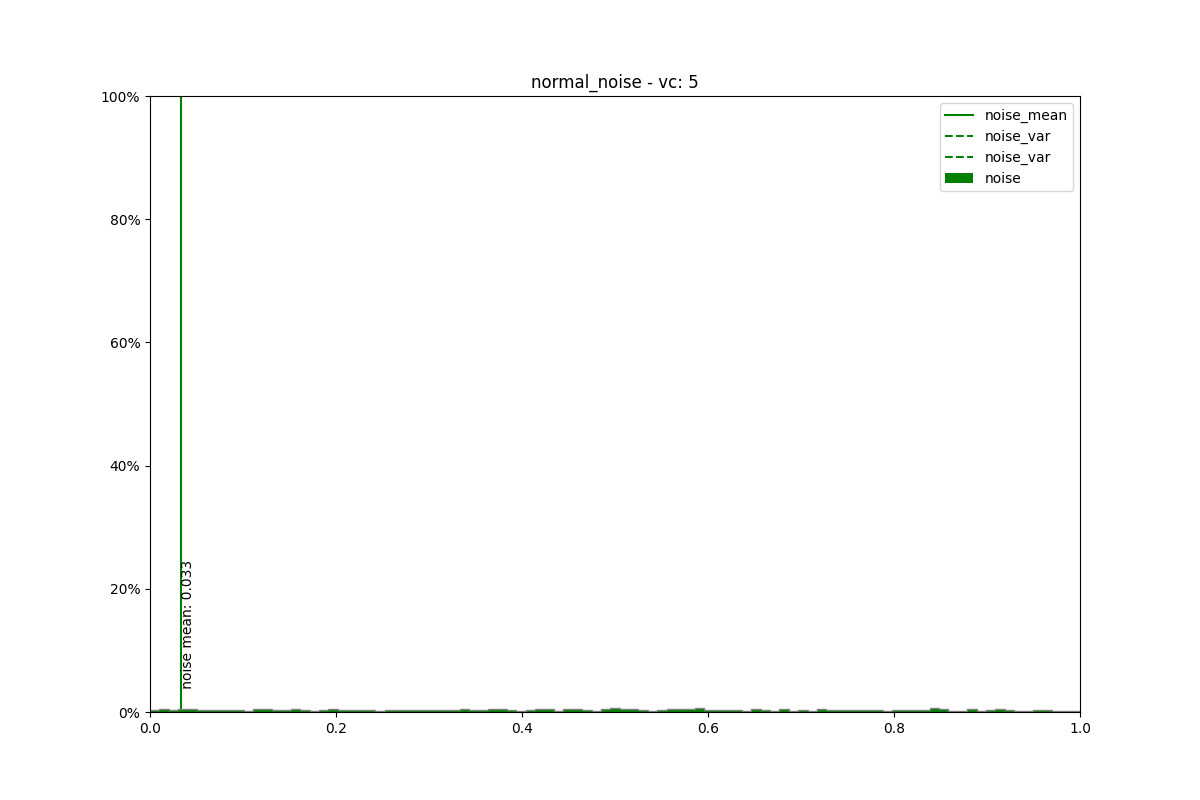 normal_noise - vc: 5
100%
80%
60%
40%
20%
0%
noise_mean
noise_var
noise_var
noise
noise mean: 0.033
0.0 0.2 0.4 0.6 0.8 1.0